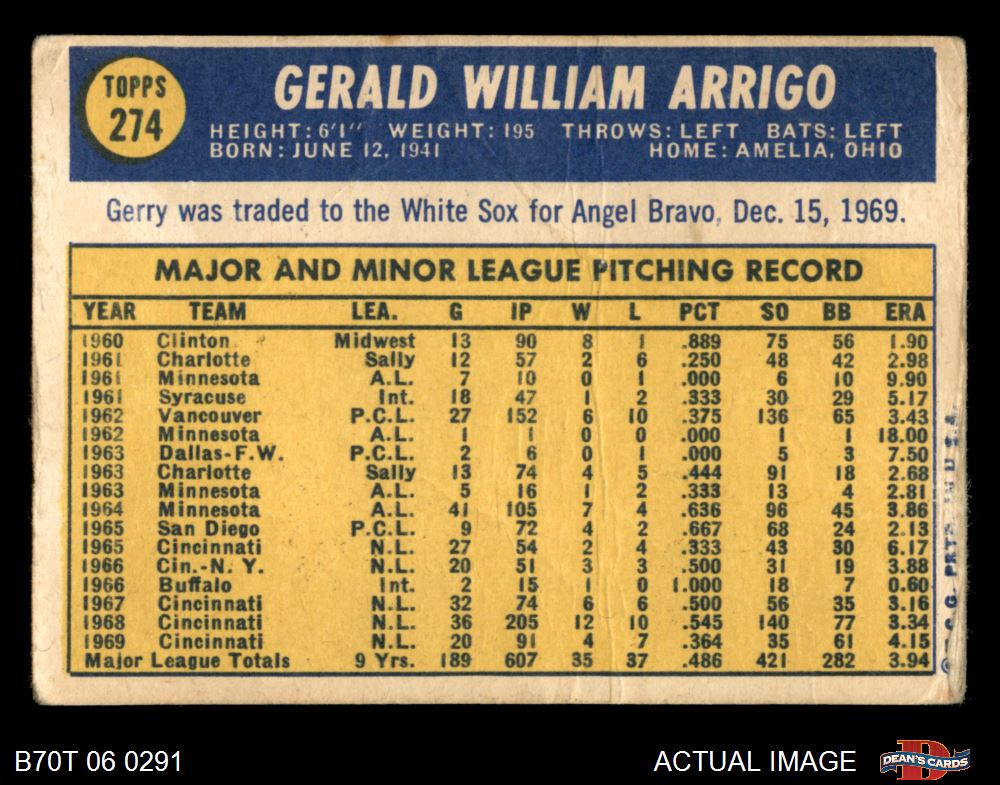 TOPPS
274
GERALD WILLIAM ARRIGO
HEIGHT: 6'1" WEIGHT: 195 THROWS: LEFT BATS: LEFT
BORN: JUNE 12, 1941 HOME: AMELIA, OHIO
Gerry was traded to the White Sox for Angel Bravo, Dec. 15, 1969.
MAJOR AND MINOR LEAGUE PITCHING RECORD
YEAR TEAM LEA. G IP W L PCT SO BB ERA
1960 Clinton Midwest 13 90 8 1 .889 75 56 1.90
1961 Charlotte Sally 12 57 2 6 .250 48 42 2.98
1961 Minnesota A.L. 7 10 0 1 .000 6 10 9.90
1961 Syracuse Int. 18 47 1 2 .333 30 29 5.17
1962 Vancouver P.C.L. 27 152 6 10 .375 136 65 3.43
1962 Minnesota A.L. 1 1 0 0 .000 1 1 18.00
1963 Dallas-F.W. P.C.L. 2 6 0 1 .000 5 3 7.50
1963 Charlotte Sally 13 74 4 5 .444 91 18 2.68
1963 Minnesota A.L. 5 16 1 2 .333 13 4 2.81
1964 Minnesota A.L. 41 105 7 4 .636 96 45 3.86
1965 San Diego P.C.L. 9 72 4 2 .667 68 24 2.13
1965 Cincinnati N.L. 27 54 2 4 .333 43 30 6.17
1966 Cin.-N.Y. N.L. 20 51 3 3 .500 31 19 3.88
1966 Buffalo Int. 2 15 1 0 1.000 18 7 0.60
1967 Cincinnati N.L. 32 74 6 6 .500 56 35 3.16
1968 Cincinnati N.L. 36 205 12 10 .545 140 77 3.34
1969 Cincinnati N.L. 20 91 4 7 .364 35 61 4.15
Major League Totals 9 Yrs. 189 607 35 37 .486 421 282 3.94
B70T 06 0291
ACTUAL IMAGE
DEAN'S CARDS